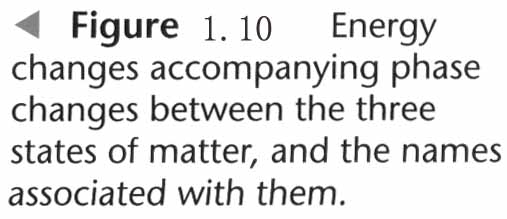 ◄ Figure 1.10 Energy
changes accompanying phase
changes between the three
states of matter, and the names
associated with them.